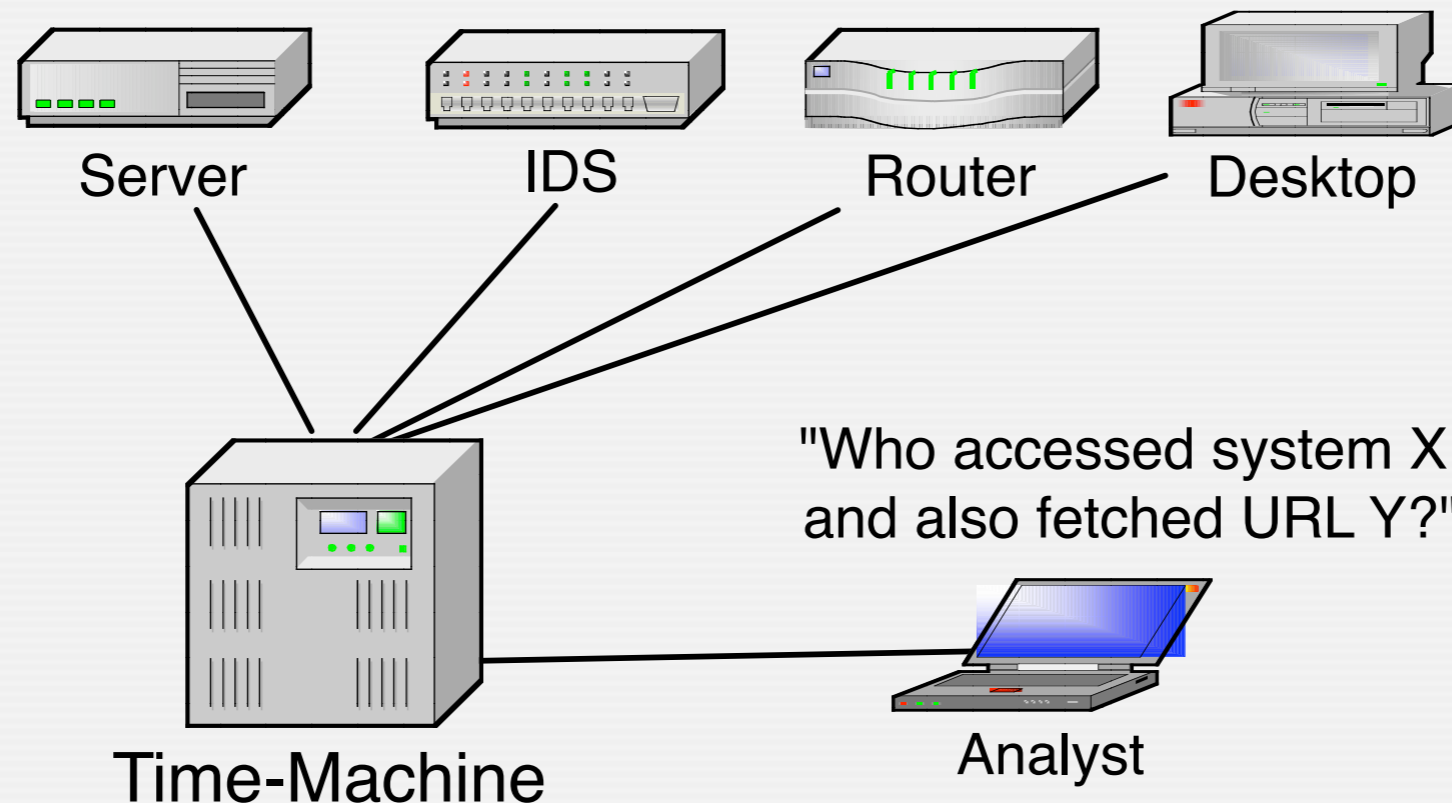 Server
IDS
Router
Desktop
"Who accessed system X
and also fetched URL Y?"
Analyst
Time-Machine